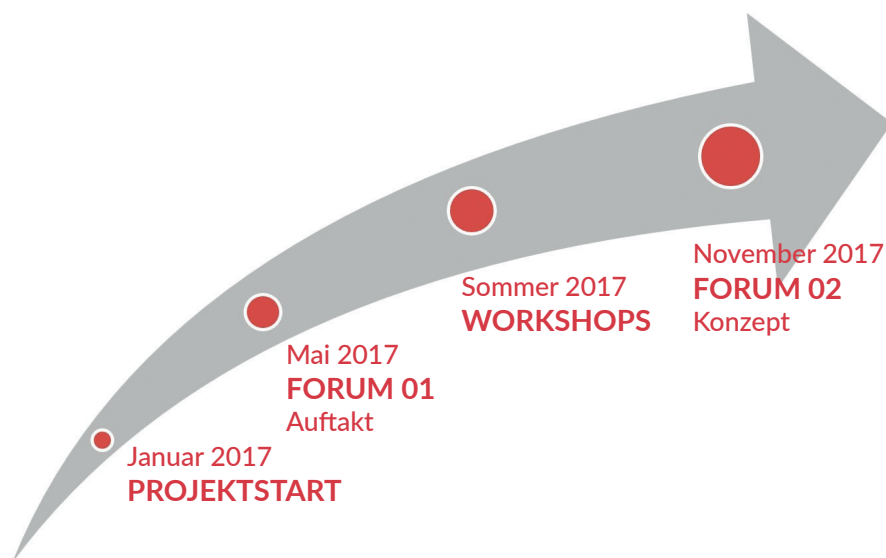 Januar 2017
PROJEKTSTART
Mai 2017
FORUM 01
Auftakt
Sommer 2017
WORKSHOPS
November 2017
FORUM 02
Konzept